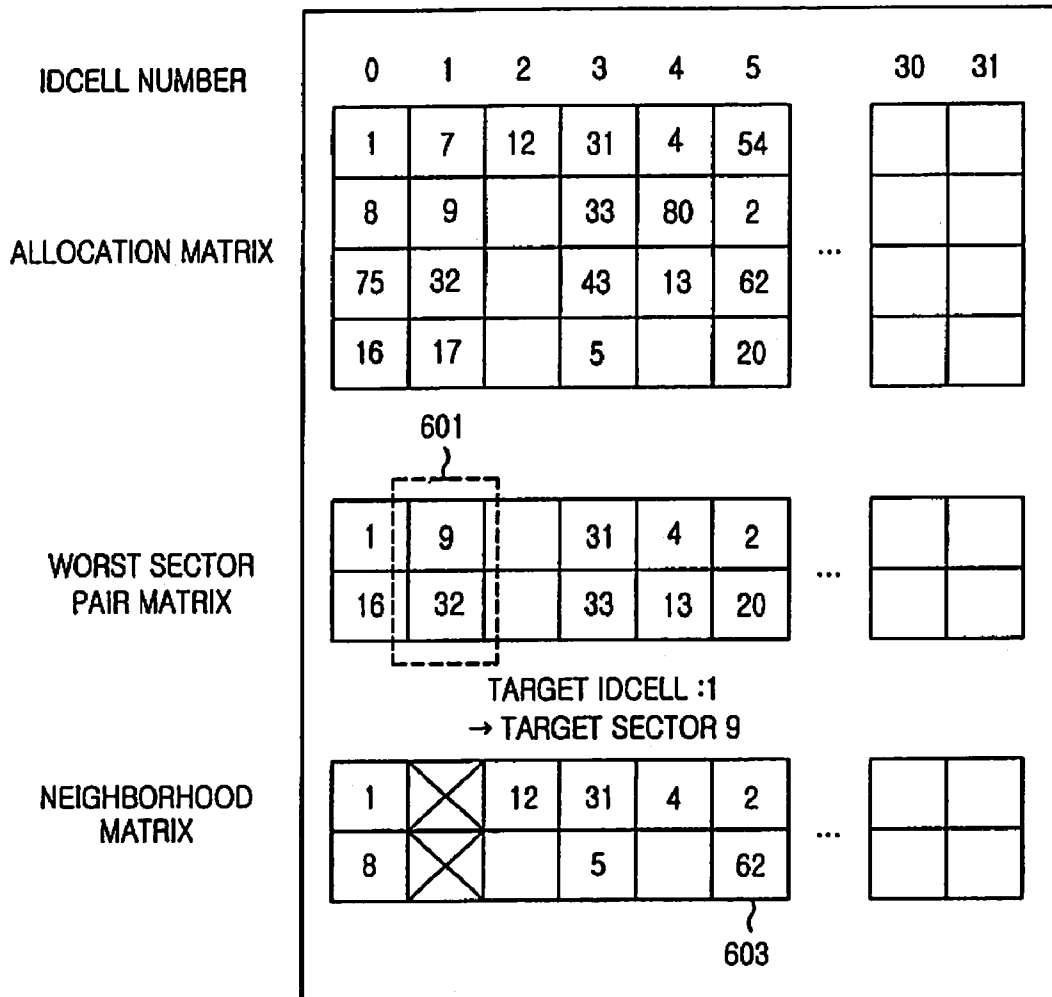 IDCELL NUMBER 0 1 2 3 4 5 30 31
1 7 12 31 4 54
8 9 33 80 2
ALLOCATION MATRIX ...
75 32 43 13 62
16 17 5 20
601
1 9 31 4 2
WORST SECTOR
PAIR MATRIX ...
16 32 33 13 20
TARGET IDCELL :1
→ TARGET SECTOR 9
1 12 31 4 2
NEIGHBORHOOD
MATRIX ...
8 5 62
603